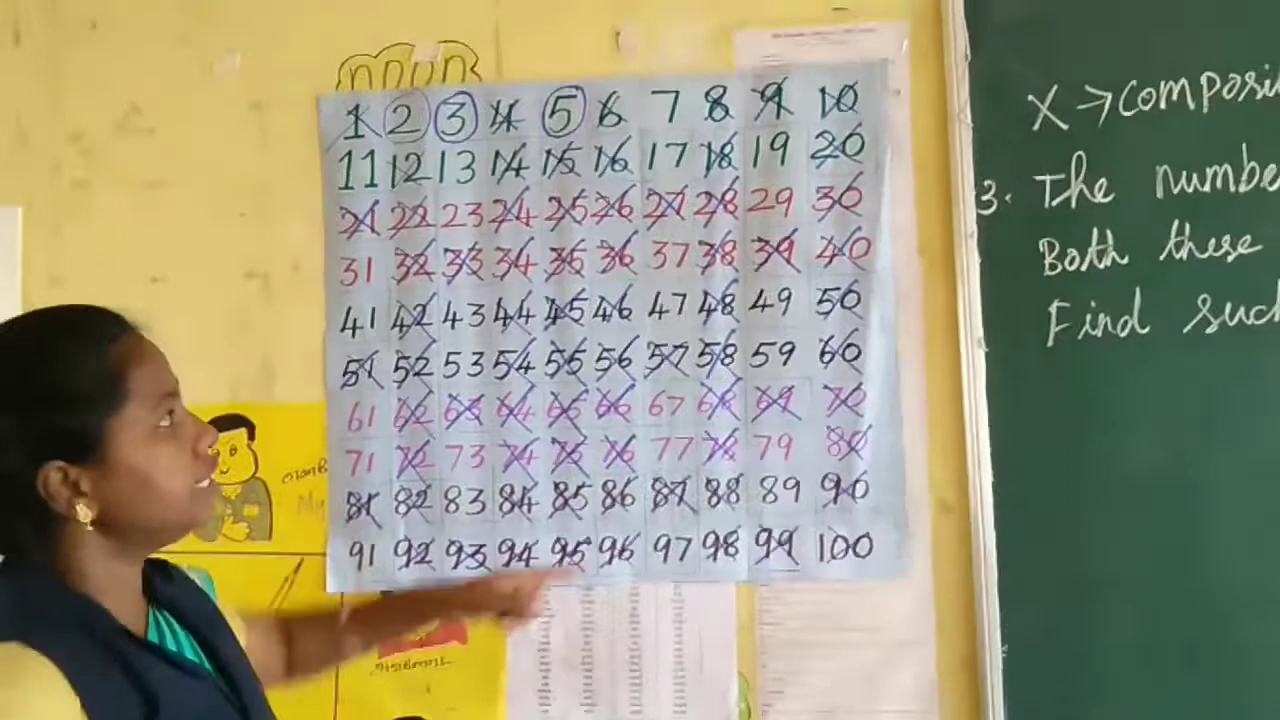 noun
1 2 3 4 5 6 7 8 9 10
11 12 13 14 15 16 17 18 19 20
21 22 23 24 25 26 27 28 29 30
31 32 33 34 35 36 37 38 39 40
41 42 43 44 45 46 47 48 49 50
51 52 53 54 55 56 57 58 59 60
61 62 63 64 65 66 67 68 69 70
71 72 73 74 75 76 77 78 79 80
81 82 83 84 85 86 87 88 89 90
91 92 93 94 95 96 97 98 99 100
My
X → composi
3. The numbe
Both these
Find such